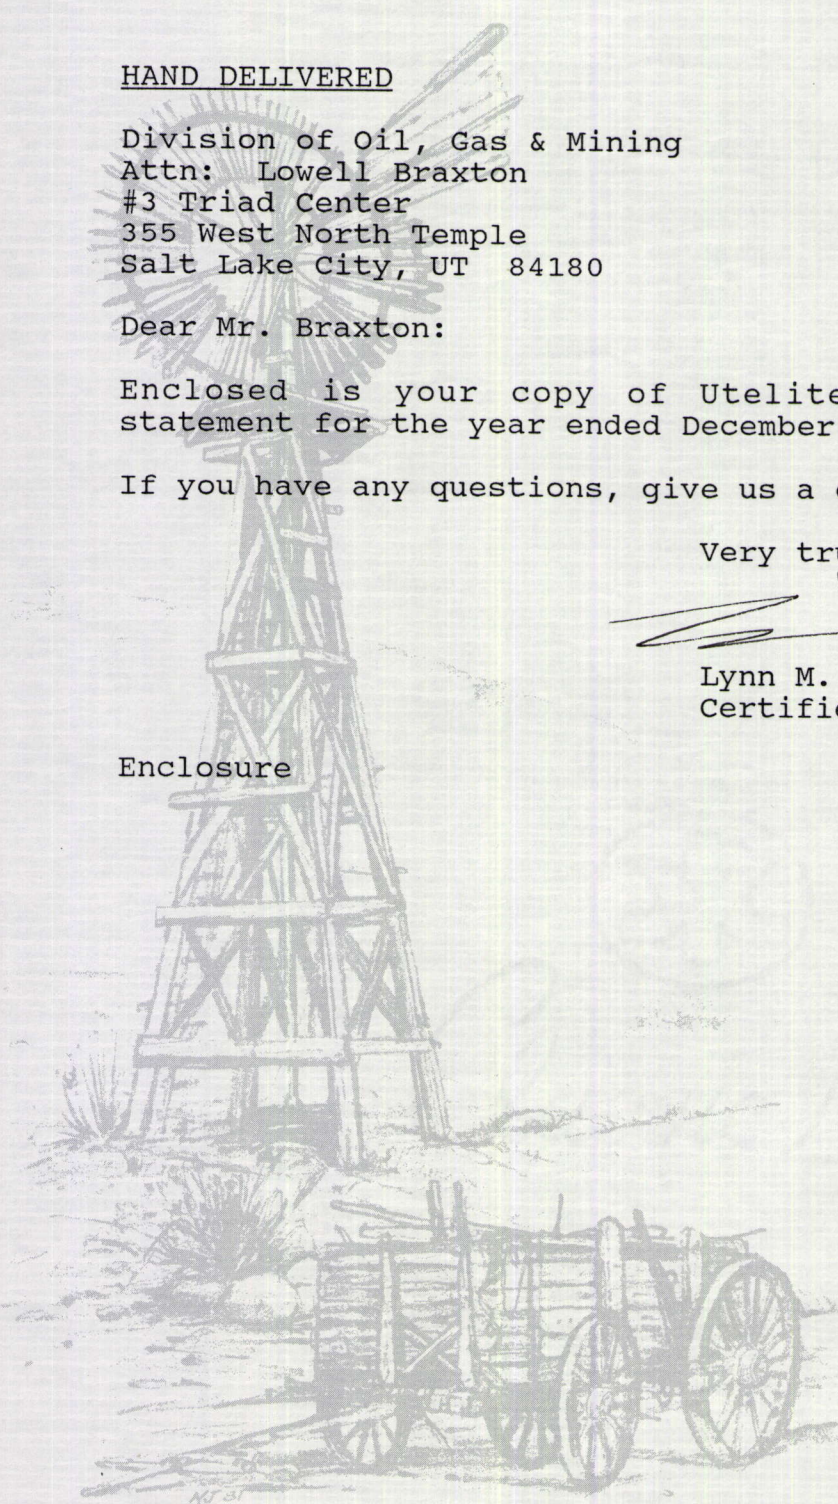 HAND DELIVERED
Division of Oil, Gas & Mining
Attn: Lowell Braxton
#3 Triad Center
355 West North Temple
Salt Lake City, UT 84180
Dear Mr. Braxton:
Enclosed is your copy of Utelite
statement for the year ended December
If you have any questions, give us a
Very
Lynn M.
Enclosure